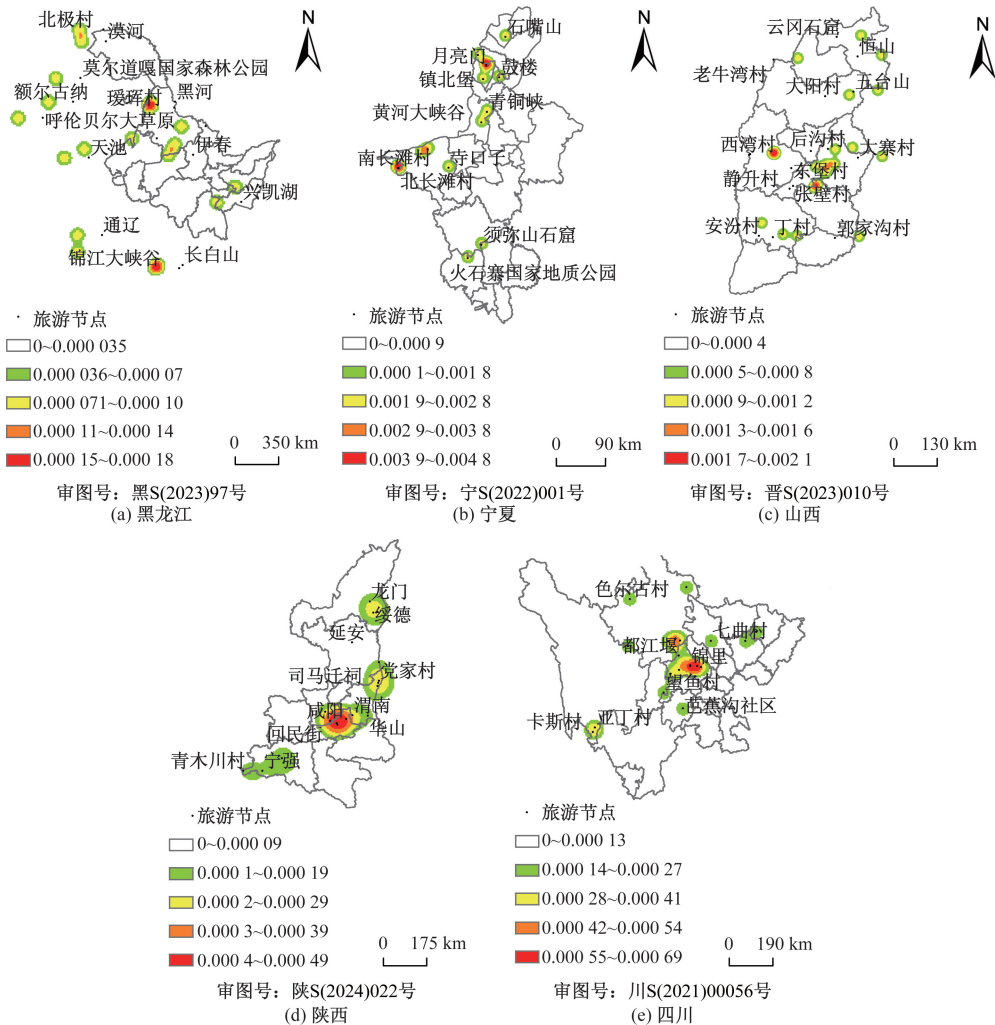 N
北极村
漠河
莫尔道嘎国家森林公园
额尔古纳
瑷珲村
黑河
呼伦贝尔大草原
天池
伊春
兴凯湖
通辽
锦江大峡谷
长白山
旅游节点
0~0.000 035
0.000 036~0.000 07
0.000 071~0.000 10
0.000 11~0.000 14
0.000 15~0.000 18
0 350 km
审图号：黑S(2023)97号
(a) 黑龙江
N
石嘴山
月亮门
镇北堡
鼓楼
黄河大峡谷
青铜峡
南长滩村
寺口子
北长滩村
须弥山石窟
火石寨国家地质公园
旅游节点
0~0.000 9
0.000 1~0.001 8
0.001 9~0.002 8
0.002 9~0.003 8
0.003 9~0.004 8
0 90 km
审图号：宁S(2022)001号
(b) 宁夏
N
云冈石窟
恒山
老牛湾村
大阳村
五台山
西湾村
后沟村
大寨村
静升村
东堡村
张壁村
安汾村
丁村
郭家沟村
旅游节点
0~0.000 4
0.000 5~0.000 8
0.000 9~0.001 2
0.001 3~0.001 6
0.001 7~0.002 1
0 130 km
审图号：晋S(2023)010号
(c) 山西
龙门
绥德
延安
司马迁祠
党家村
咸阳
渭南
回民街
华山
青木川村
宁强
旅游节点
0~0.000 09
0.000 1~0.000 19
0.000 2~0.000 29
0.000 3~0.000 39
0.000 4~0.000 49
0 175 km
审图号：陕S(2024)022号
(d) 陕西
色尔古村
七曲村
都江堰
锦里
望鱼村
芭蕉沟社区
卡斯村
亚丁村
旅游节点
0~0.000 13
0.000 14~0.000 27
0.000 28~0.000 41
0.000 42~0.000 54
0.000 55~0.000 69
0 190 km
审图号：川S(2021)00056号
(e) 四川